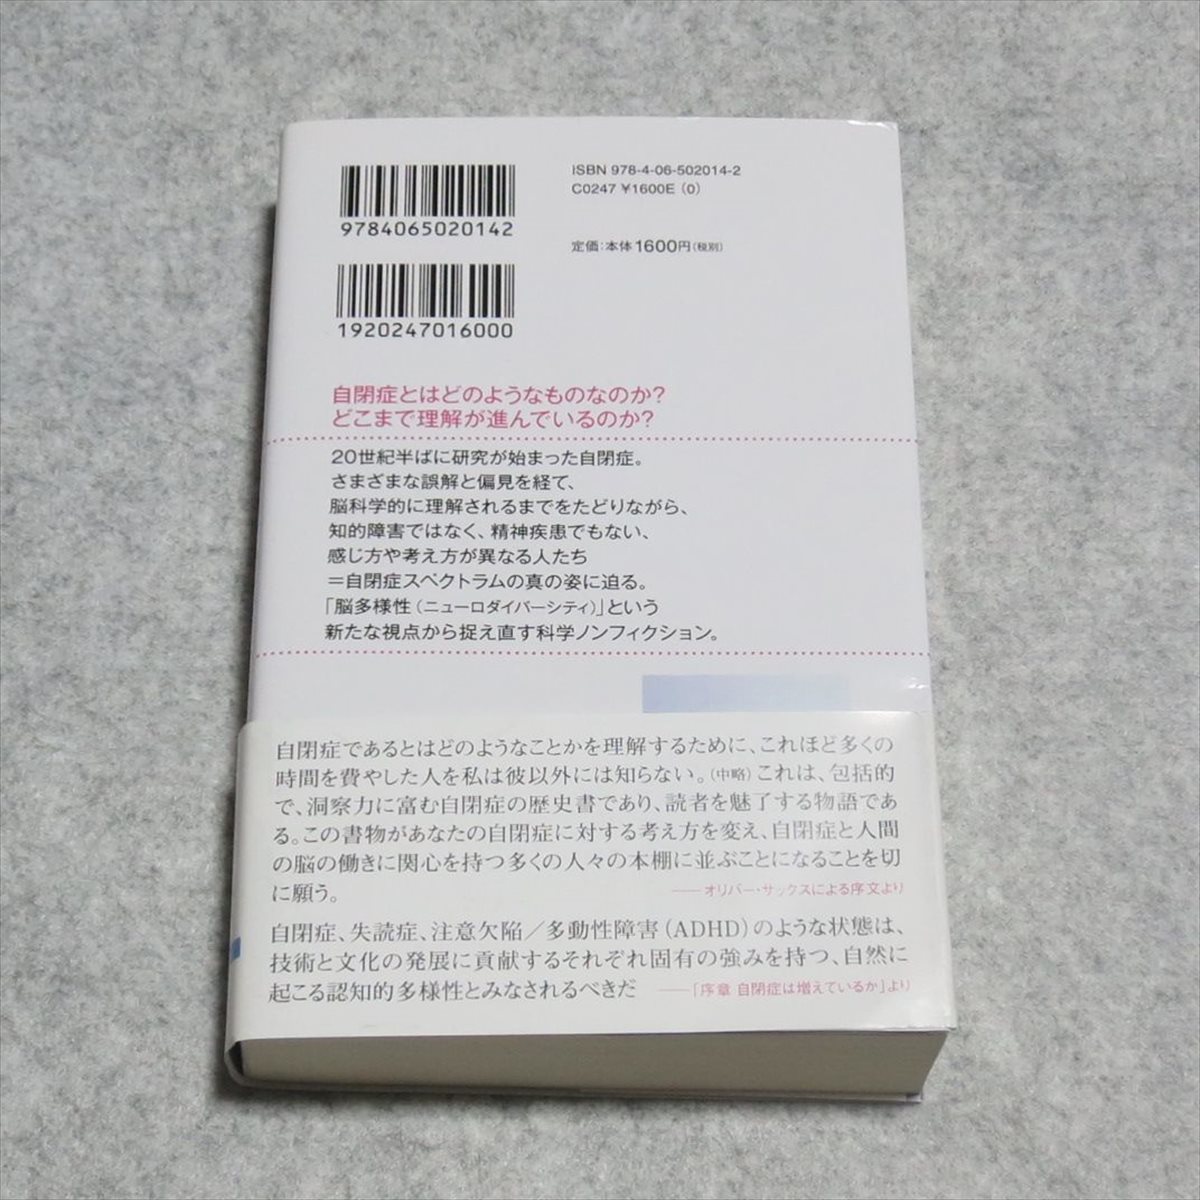 ISBN 978-4-06-502014-2
C0247 ¥1600E (0)
9784065020142
定価:本体1600円(税別)
1920247016000
自閉症とはどのようなものなのか?
どこまで理解が進んでいるのか?
20世紀半ばに研究が始まった自閉症。
さまざまな誤解と偏見を経て、
脳科学的に理解されるまでをたどりながら、
知的障害ではなく、精神疾患でもない、
感じ方や考え方が異なる人たち
=自閉症スペクトラムの真の姿に迫る。
「脳多様性(ニューロダイバーシティ)」という
新たな視点から捉え直す科学ノンフィクション。
自閉症であるとはどのようなことかを理解するために、これほど多くの
時間を費やした人を私は彼以外には知らない。(中略)これは、包括的
で、洞察力に富む自閉症の歴史書であり、読者を魅了する物語であ
る。この書物があなたの自閉症に対する考え方を変え、自閉症と人間
の脳の働きに関心を持つ多くの人々の本棚に並ぶことになることを切
に願う。 ――オリバー・サックスによる序文より
自閉症、失読症、注意欠陥/多動性障害(ADHD)のような状態は、
技術と文化の発展に貢献するそれぞれ固有の強みを持つ、自然に
起こる認知的多様性とみなされるべきだ ――「序章 自閉症は増えているか」より